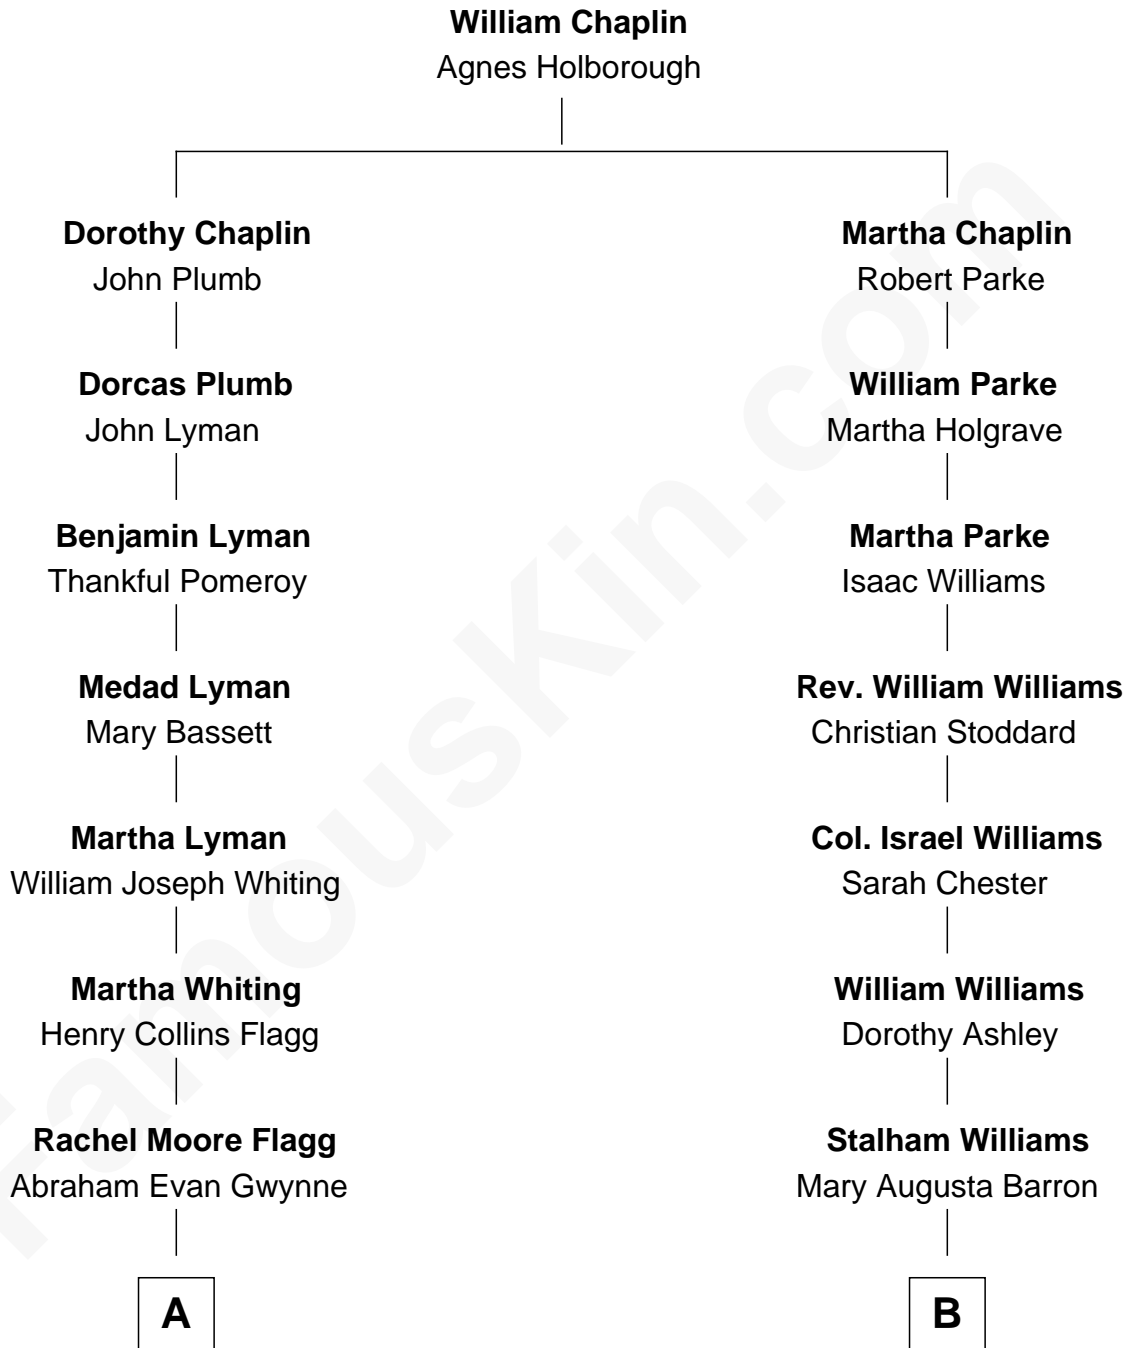 William Chaplin
Agnes Holborough
Dorothy Chaplin
John Plumb
Dorcas Plumb
John Lyman
Benjamin Lyman
Thankful Pomeroy
Medad Lyman
Mary Bassett
Martha Lyman
William Joseph Whiting
Martha Whiting
Henry Collins Flagg
Rachel Moore Flagg
Abraham Evan Gwynne
A
Martha Chaplin
Robert Parke
William Parke
Martha Holgrave
Martha Parke
Isaac Williams
Rev. William Williams
Christian Stoddard
Col. Israel Williams
Sarah Chester
William Williams
Dorothy Ashley
Stalham Williams
Mary Augusta Barron
B
FamousKin.com